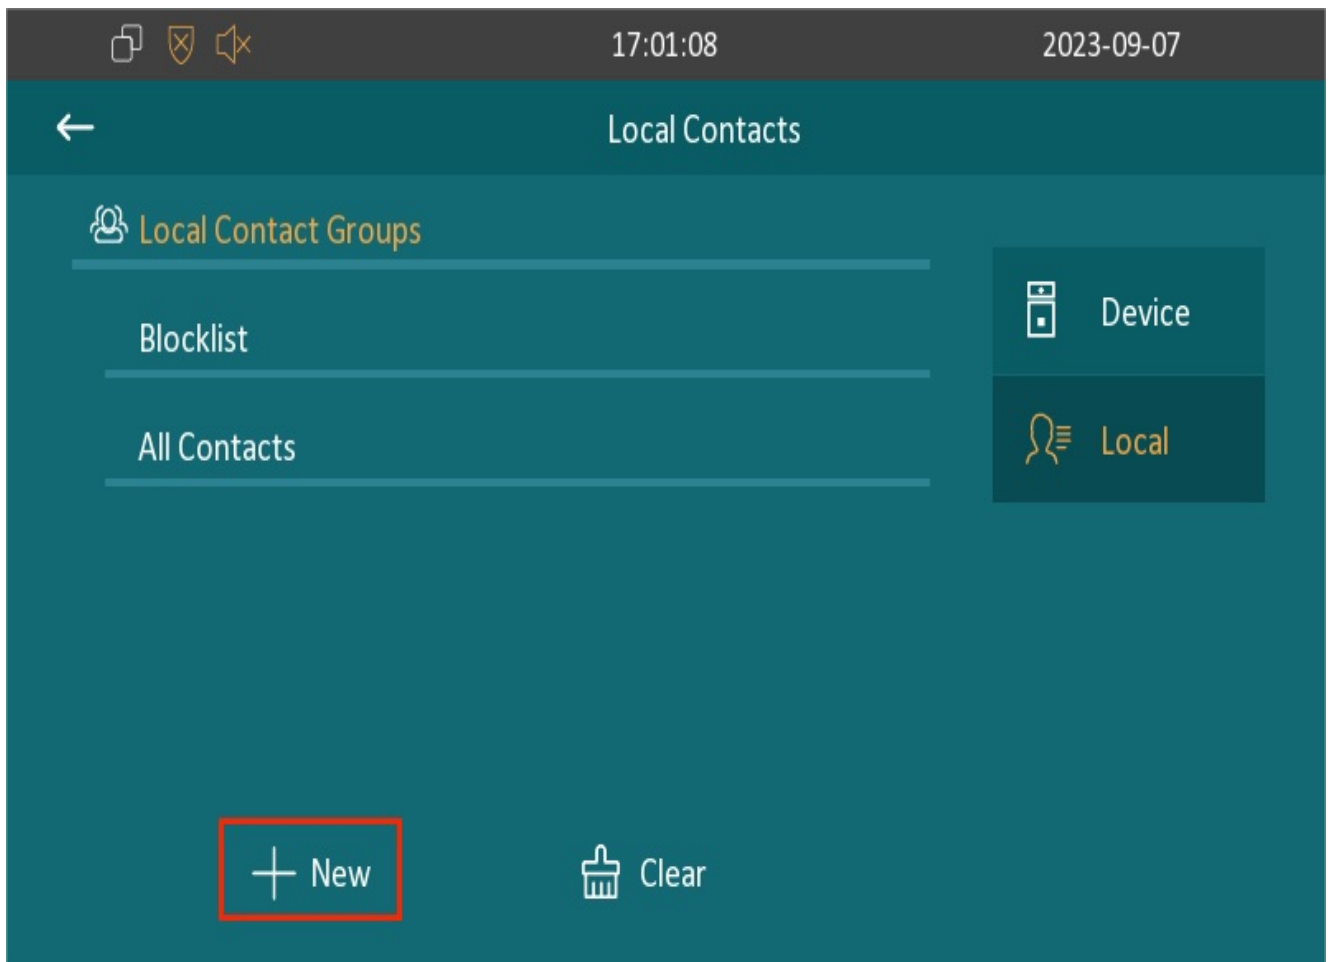 17:01:08 2023-09-07
Local Contacts
Local Contact Groups
Blocklist
All Contacts
Device
Local
New Clear